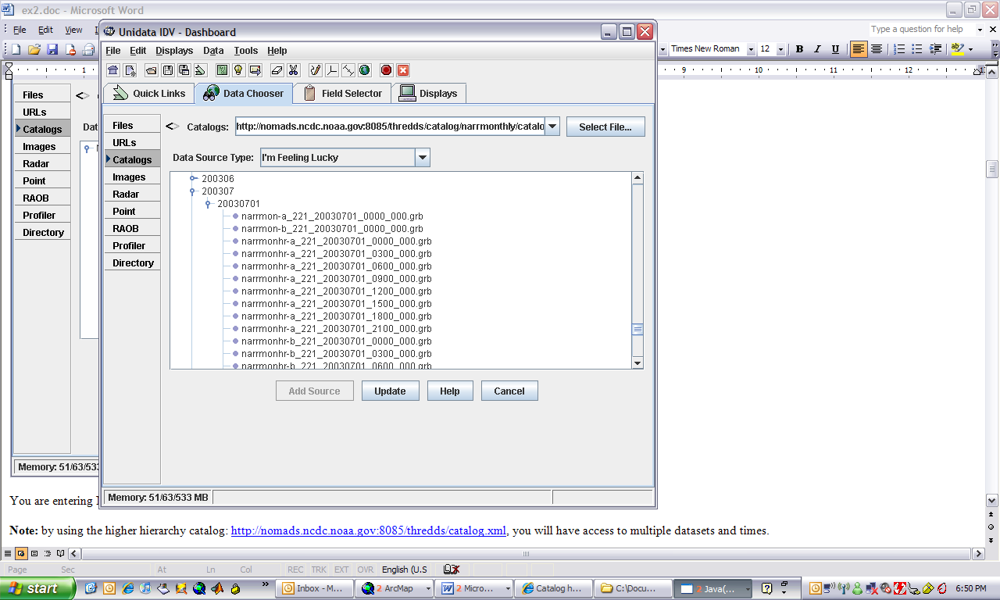 ex2.doc - Microsoft Word
File Edit View
Type a question for help
Times New Roman 12 B I U ab
1 9 10 11 12
Files
URLs
Catalogs
Images
Radar
Point
RAOB
Profiler
Directory
Memory: 51/63/533
Unidata IDV - Dashboard
File Edit Displays Data Tools Help
Quick Links Data Chooser Field Selector Displays
Files
URLs
Catalogs
Images
Radar
Point
RAOB
Profiler
Directory
Catalogs: http://nomads.ncdc.noaa.gov:8085/thredds/catalog/narrmonthly/catalo Select File...
Data Source Type: I'm Feeling Lucky
200306
200307
20030701
narrmon-a_221_20030701_0000_000.grb
narrmon-b_221_20030701_0000_000.grb
narrmonhr-a_221_20030701_0000_000.grb
narrmonhr-a_221_20030701_0300_000.grb
narrmonhr-a_221_20030701_0600_000.grb
narrmonhr-a_221_20030701_0900_000.grb
narrmonhr-a_221_20030701_1200_000.grb
narrmonhr-a_221_20030701_1500_000.grb
narrmonhr-a_221_20030701_1800_000.grb
narrmonhr-a_221_20030701_2100_000.grb
narrmonhr-b_221_20030701_0000_000.grb
narrmonhr-b_221_20030701_0300_000.grb
narrmonhr-b_221_20030701_0600_000.grb
Add Source Update Help Cancel
Memory: 51/63/533 MB
You are entering
Note: by using the higher hierarchy catalog: http://nomads.ncdc.noaa.gov:8085/thredds/catalog.xml, you will have access to multiple datasets and times.
Page Sec At Ln Col REC TRK EXT OVR English (U.S
start » Inbox - M... 2 ArcMap 2 Micro... Catalog h... C:\Docu... 2 Java(... 6:50 PM